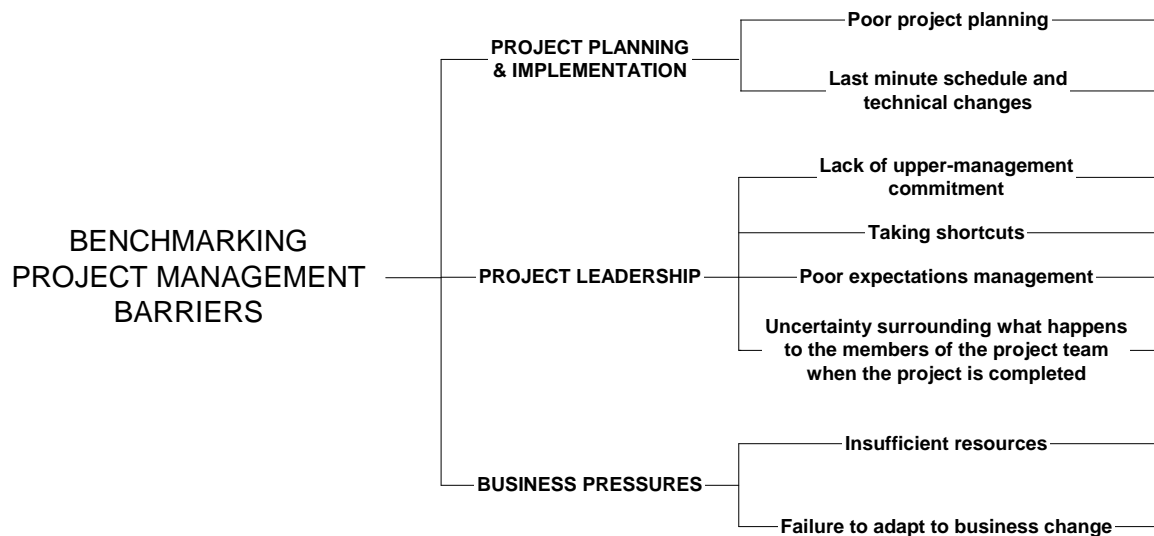 BENCHMARKING
PROJECT MANAGEMENT
BARRIERS
PROJECT PLANNING
& IMPLEMENTATION
Poor project planning
Last minute schedule and
technical changes
PROJECT LEADERSHIP
Lack of upper-management
commitment
Taking shortcuts
Poor expectations management
Uncertainty surrounding what happens
to the members of the project team
when the project is completed
BUSINESS PRESSURES
Insufficient resources
Failure to adapt to business change